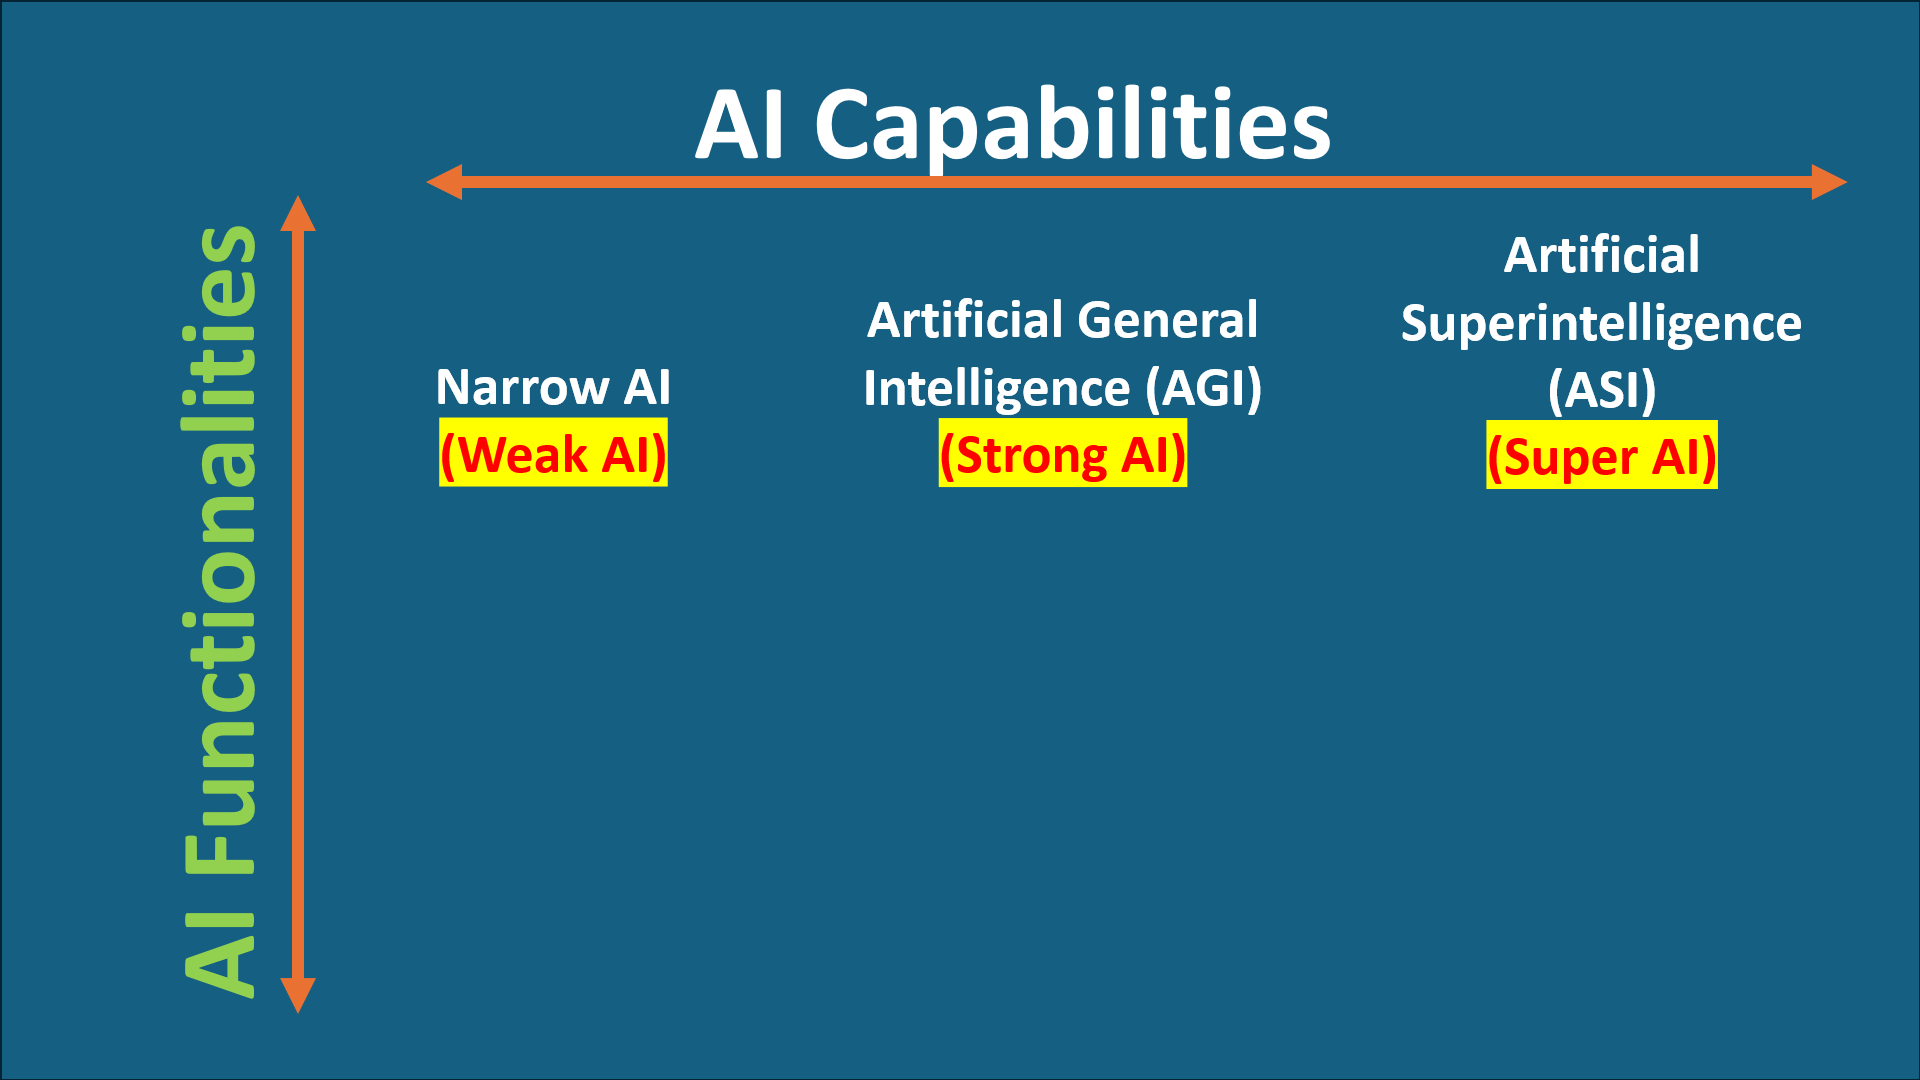 AI Capabilities
AI Functionalities
Narrow AI
(Weak AI)
Artificial General
Intelligence (AGI)
(Strong AI)
Artificial
Superintelligence
(ASI)
(Super AI)